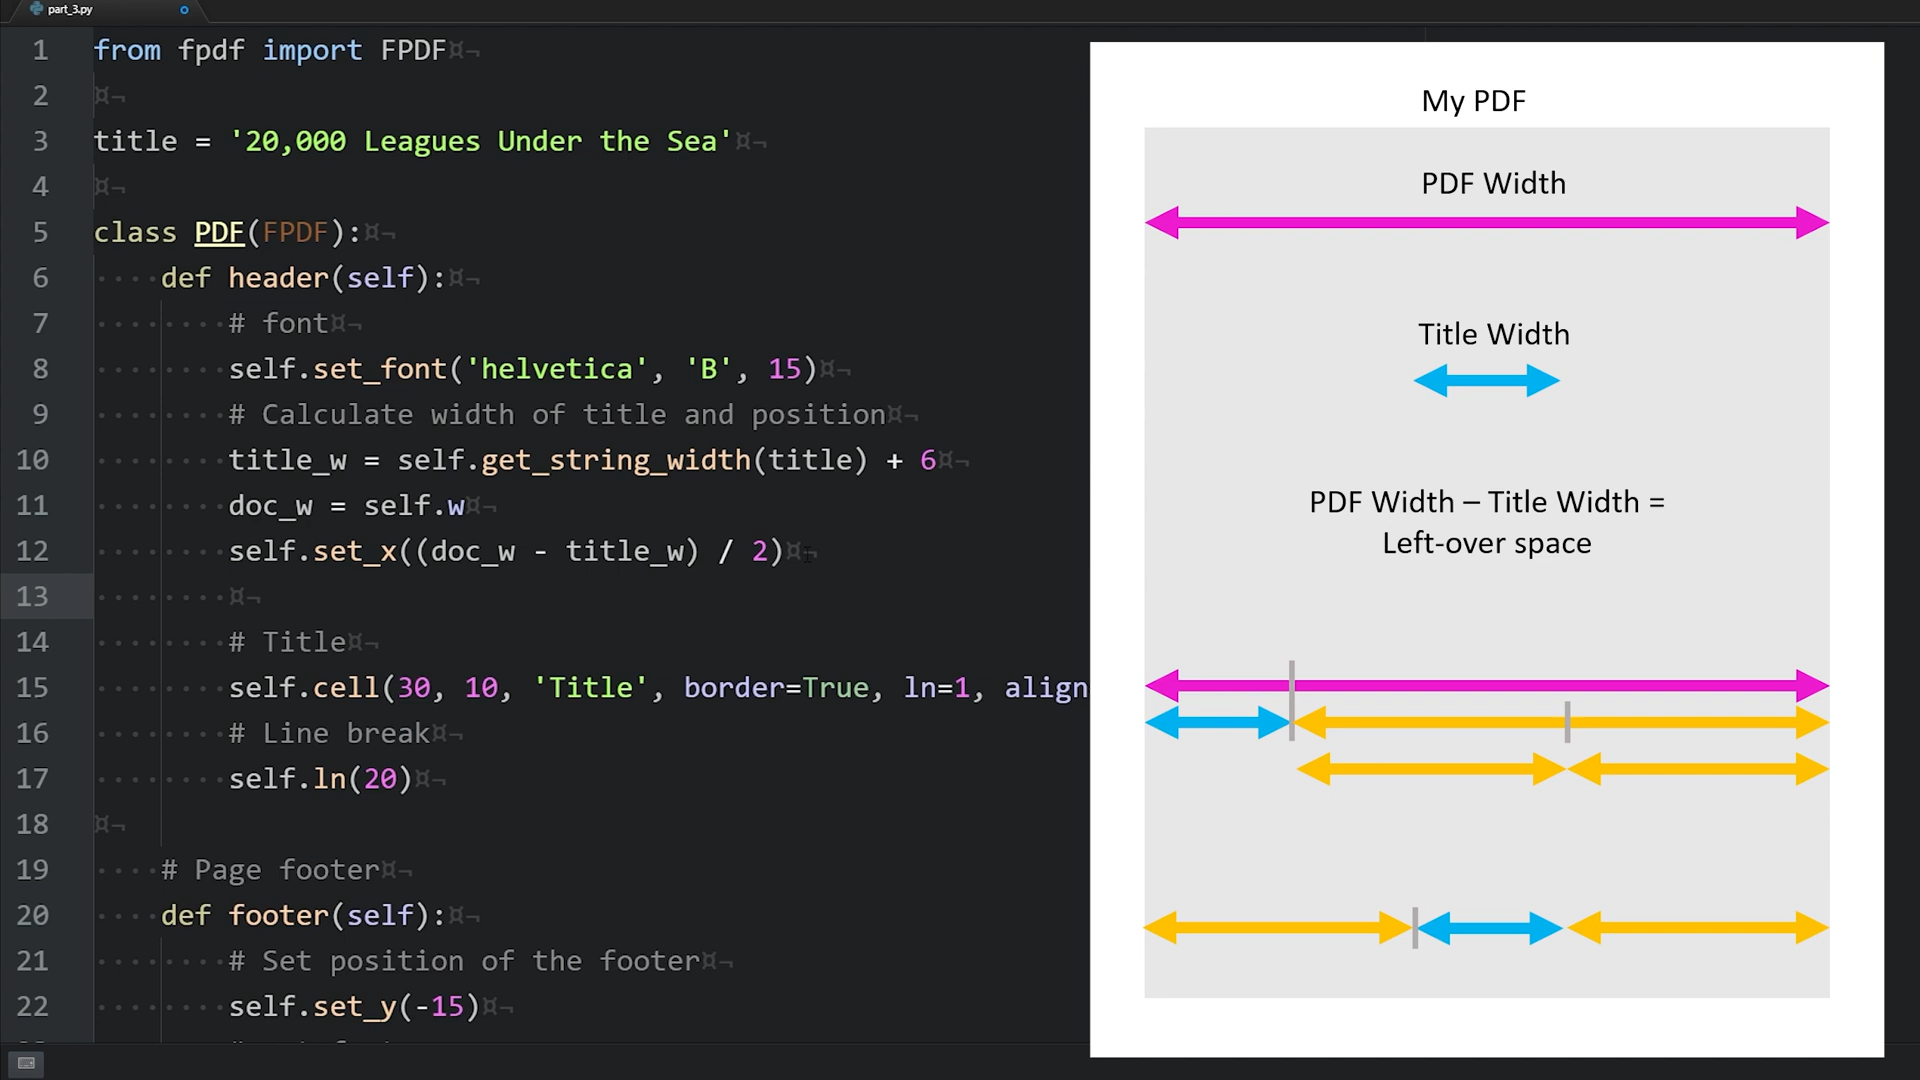 part_3.py
1 from fpdf import FPDF
2
3 title = '20,000 Leagues Under the Sea'
4
5 class PDF(FPDF):
6 def header(self):
7 # font
8 self.set_font('helvetica', 'B', 15)
9 # Calculate width of title and position
10 title_w = self.get_string_width(title) + 6
11 doc_w = self.w
12 self.set_x((doc_w - title_w) / 2)
13
14 # Title
15 self.cell(30, 10, 'Title', border=True, ln=1, align
16 # Line break
17 self.ln(20)
18
19 # Page footer
20 def footer(self):
21 # Set position of the footer
22 self.set_y(-15)
My PDF
PDF Width
Title Width
PDF Width – Title Width =
Left-over space